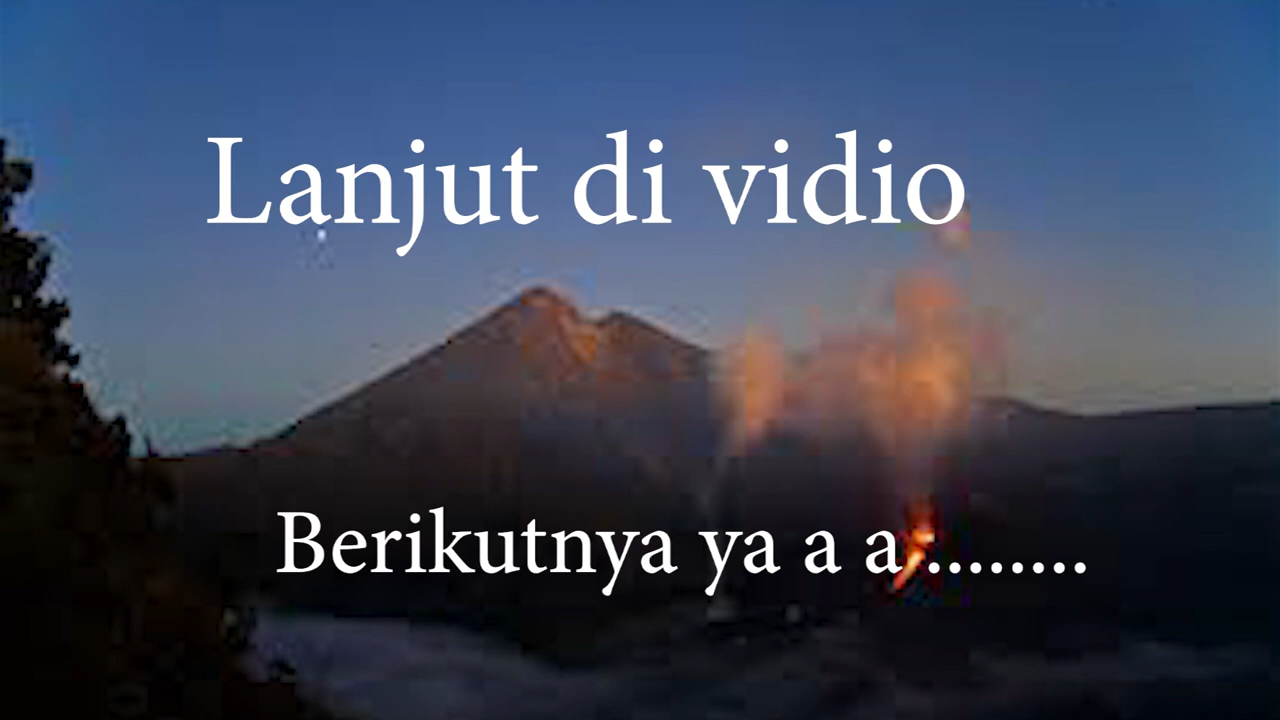 Lanjut di vidio
Berikutnya ya a a ........